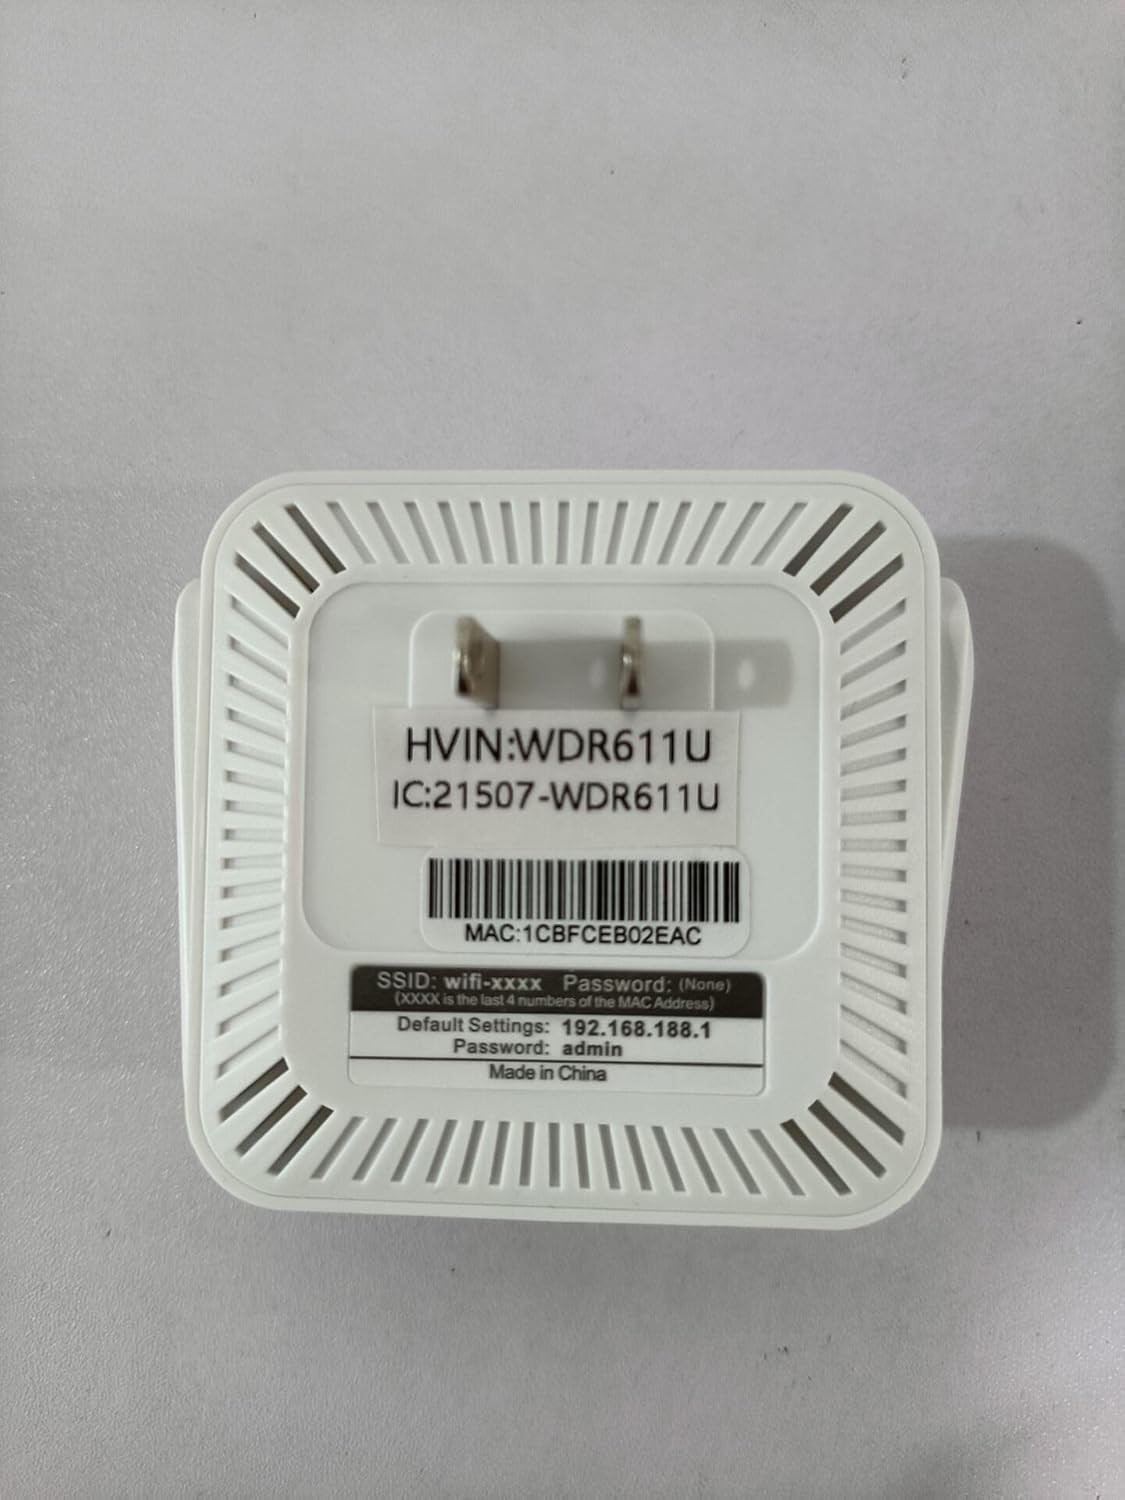 HVIN:WDR611U
IC:21507-WDR611U
MAC:1CBFCEB02EAC
SSID: wifi-xxxx Password: (None)
(XXXX is the last 4 numbers of the MAC Address)
Default Settings: 192.168.188.1
Password: admin
Made in China